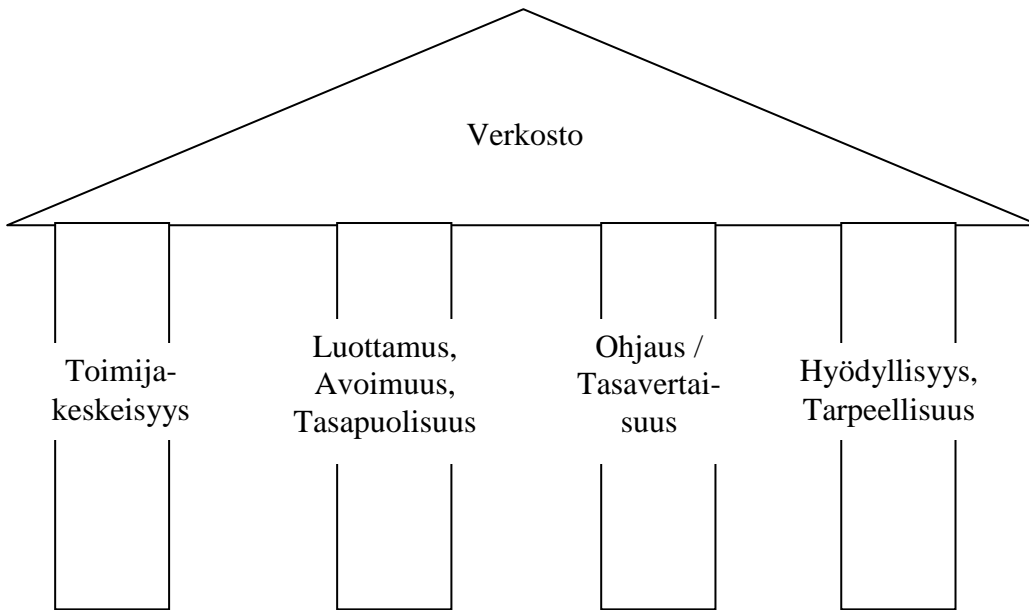 Verkosto
Toimija-
keskeisyys
Luottamus,
Avoimuus,
Tasapuolisuus
Ohjaus /
Tasavertai-
suus
Hyödyllisyys,
Tarpeellisuus